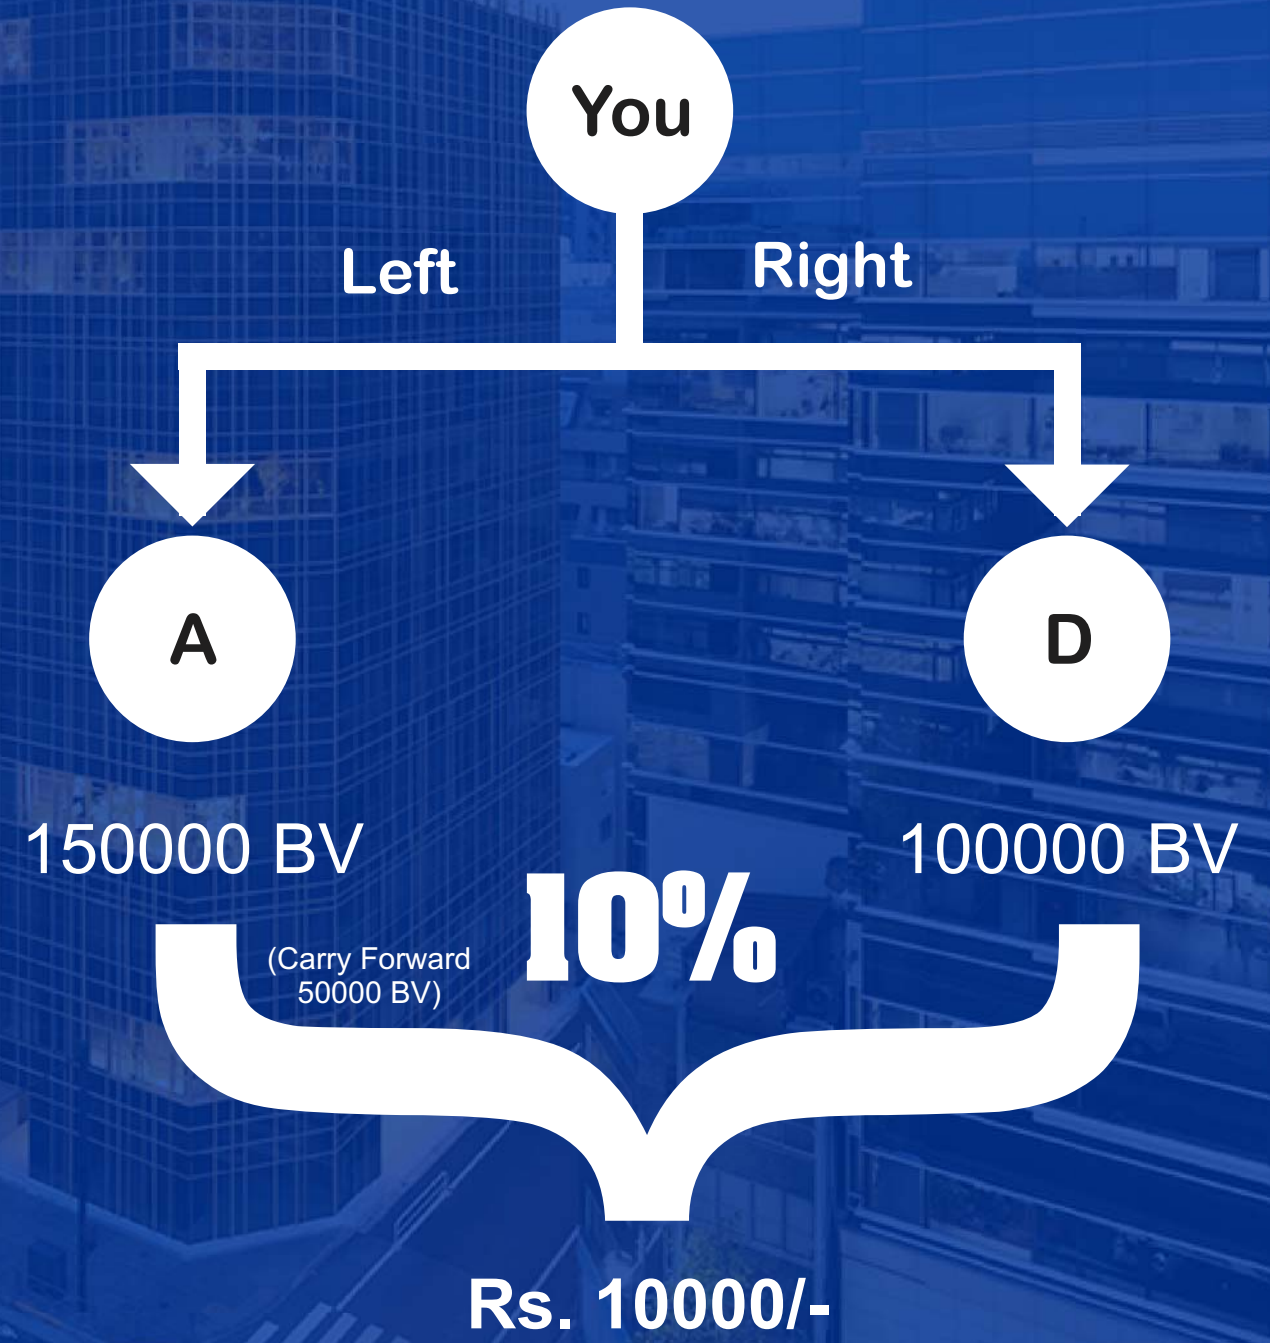 You
Left
Right
A
D
150000 BV
100000 BV
10%
(Carry Forward
50000 BV)
Rs. 10000/-